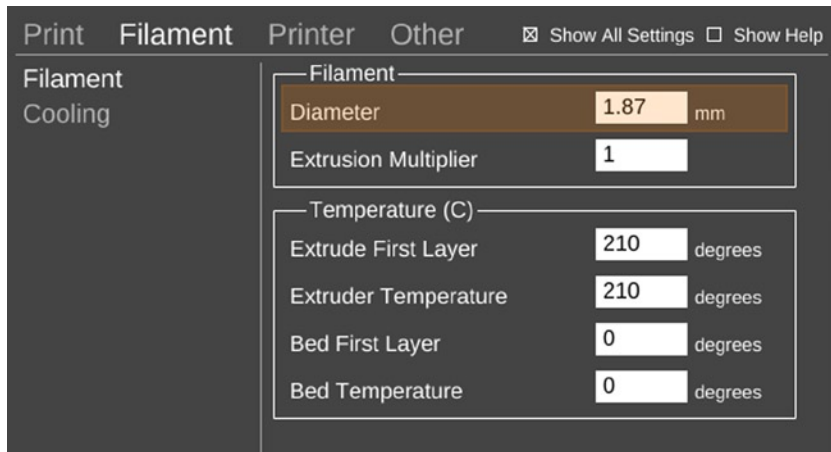 Print Filament Printer Other Show All Settings Show Help
Filament
Cooling
Filament
Diameter 1.87 mm
Extrusion Multiplier 1
Temperature (C)
Extrude First Layer 210 degrees
Extruder Temperature 210 degrees
Bed First Layer 0 degrees
Bed Temperature 0 degrees